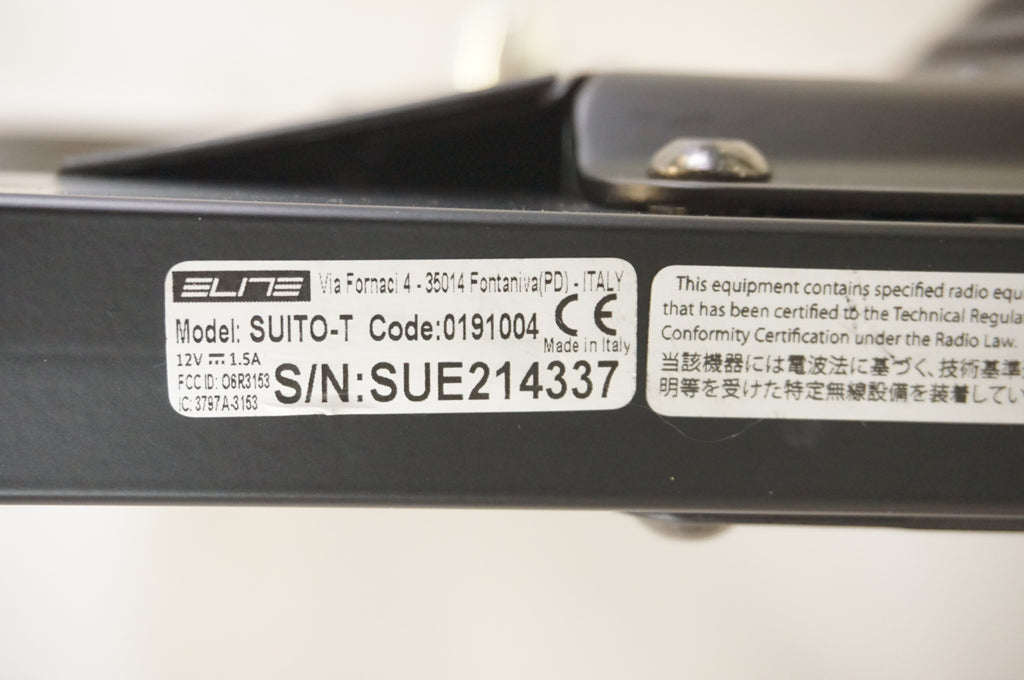 ELITE Via Fornaci 4 - 35014 Fontaniva(PD) - ITALY
Model: SUITO-T Code:0191004 CE
Made in Italy
12V ⎓ 1.5A
FCC ID: O6R3153 S/N:SUE214337
IC: 3797A-3153
This equipment contains specified radio equ
that has been certified to the Technical Regula
Conformity Certification under the Radio Law.
当該機器には電波法に基づく、技術基準
明等を受けた特定無線設備を装着してい